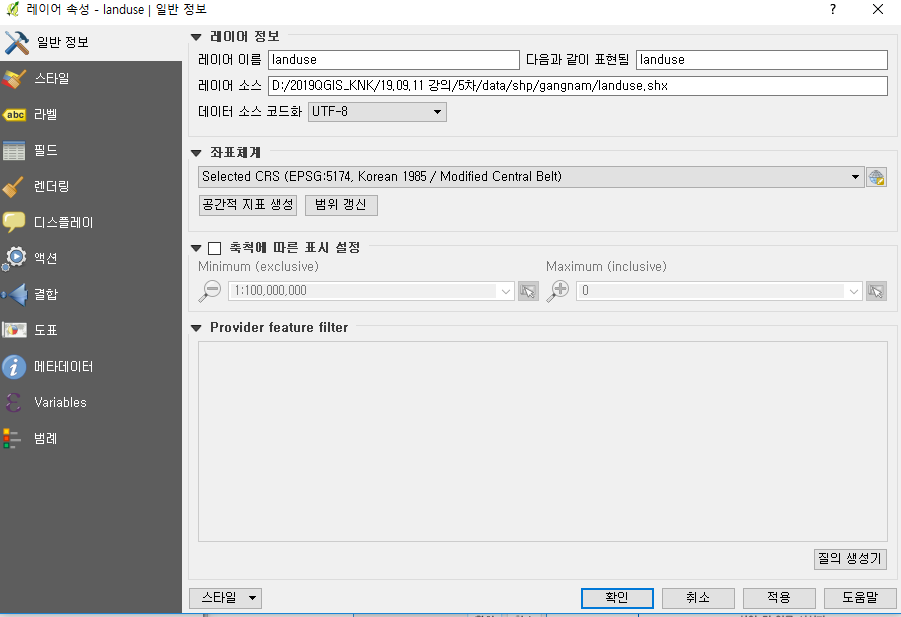 레이어 속성 - landuse | 일반 정보
?
일반 정보
스타일
abc 라벨
필드
렌더링
디스플레이
액션
결합
도표
메타데이터
Variables
범례
레이어 정보
레이어 이름 landuse 다음과 같이 표현될 landuse
레이어 소스 D:/2019QGIS_KNK/19.09.11 강의/5차/data/shp/gangnam/landuse.shx
데이터 소스 코드화 UTF-8
좌표체계
Selected CRS (EPSG:5174, Korean 1985 / Modified Central Belt)
공간적 지표 생성 범위 갱신
축척에 따른 표시 설정
Minimum (exclusive) Maximum (inclusive)
1:100,000,000 0
Provider feature filter
질의 생성기
스타일 확인 취소 적용 도움말